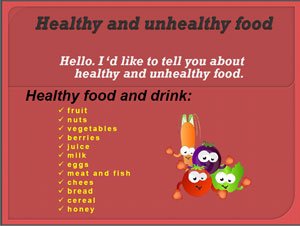 Healthy and unhealthy food
Hello. I ‘d like to tell you about
healthy and unhealthy food.
Healthy food and drink:
✓ fruit
✓ nuts
✓ vegetables
✓ berries
✓ juice
✓ milk
✓ eggs
✓ meat and fish
✓ chees
✓ bread
✓ cereal
✓ honey